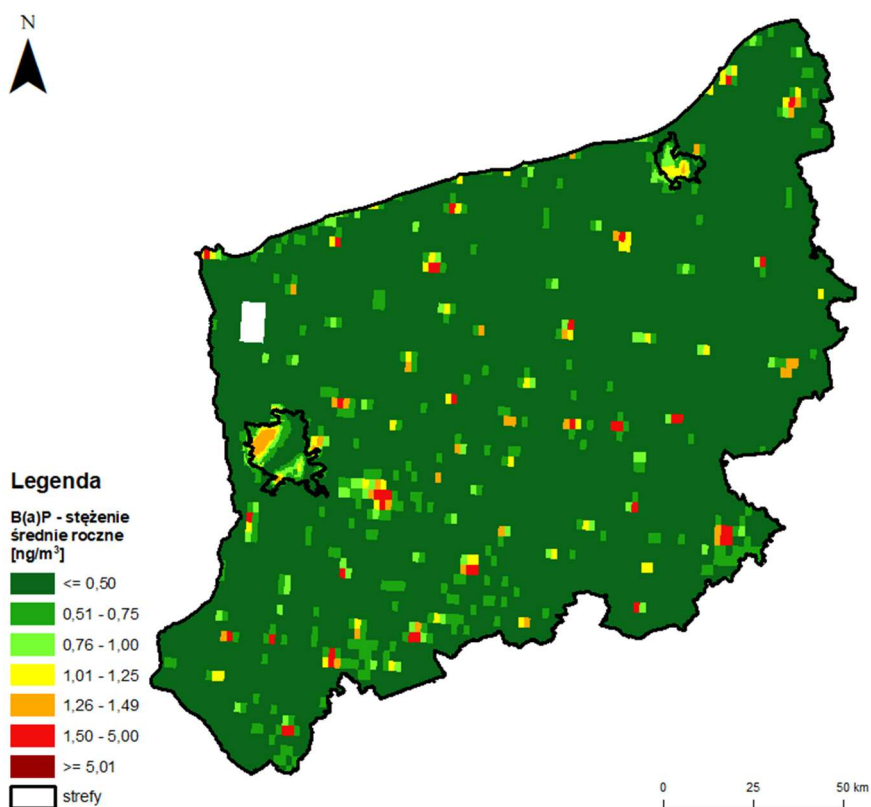 N
Legenda
B(a)P - stężenie
średnie roczne
[ng/m³]
<= 0,50
0,51 - 0,75
0,76 - 1,00
1,01 - 1,25
1,26 - 1,49
1,50 - 5,00
>= 5,01
strefy
0 25 50 km